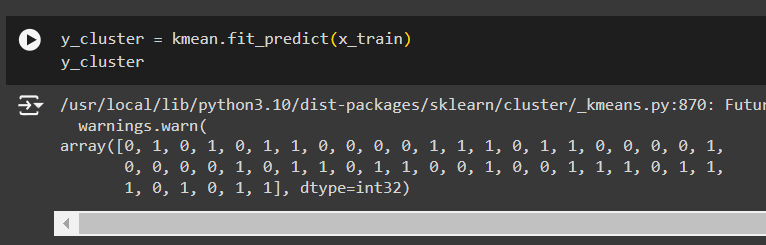 y_cluster = kmean.fit_predict(x_train)
y_cluster
/usr/local/lib/python3.10/dist-packages/sklearn/cluster/_kmeans.py:870: Futur
warnings.warn(
array([0, 1, 0, 1, 0, 1, 1, 0, 0, 0, 0, 1, 1, 1, 0, 1, 1, 0, 0, 0, 0, 1,
0, 0, 0, 0, 1, 0, 1, 1, 0, 1, 1, 0, 0, 1, 0, 0, 1, 1, 1, 0, 1, 1,
1, 0, 1, 0, 1, 1], dtype=int32)